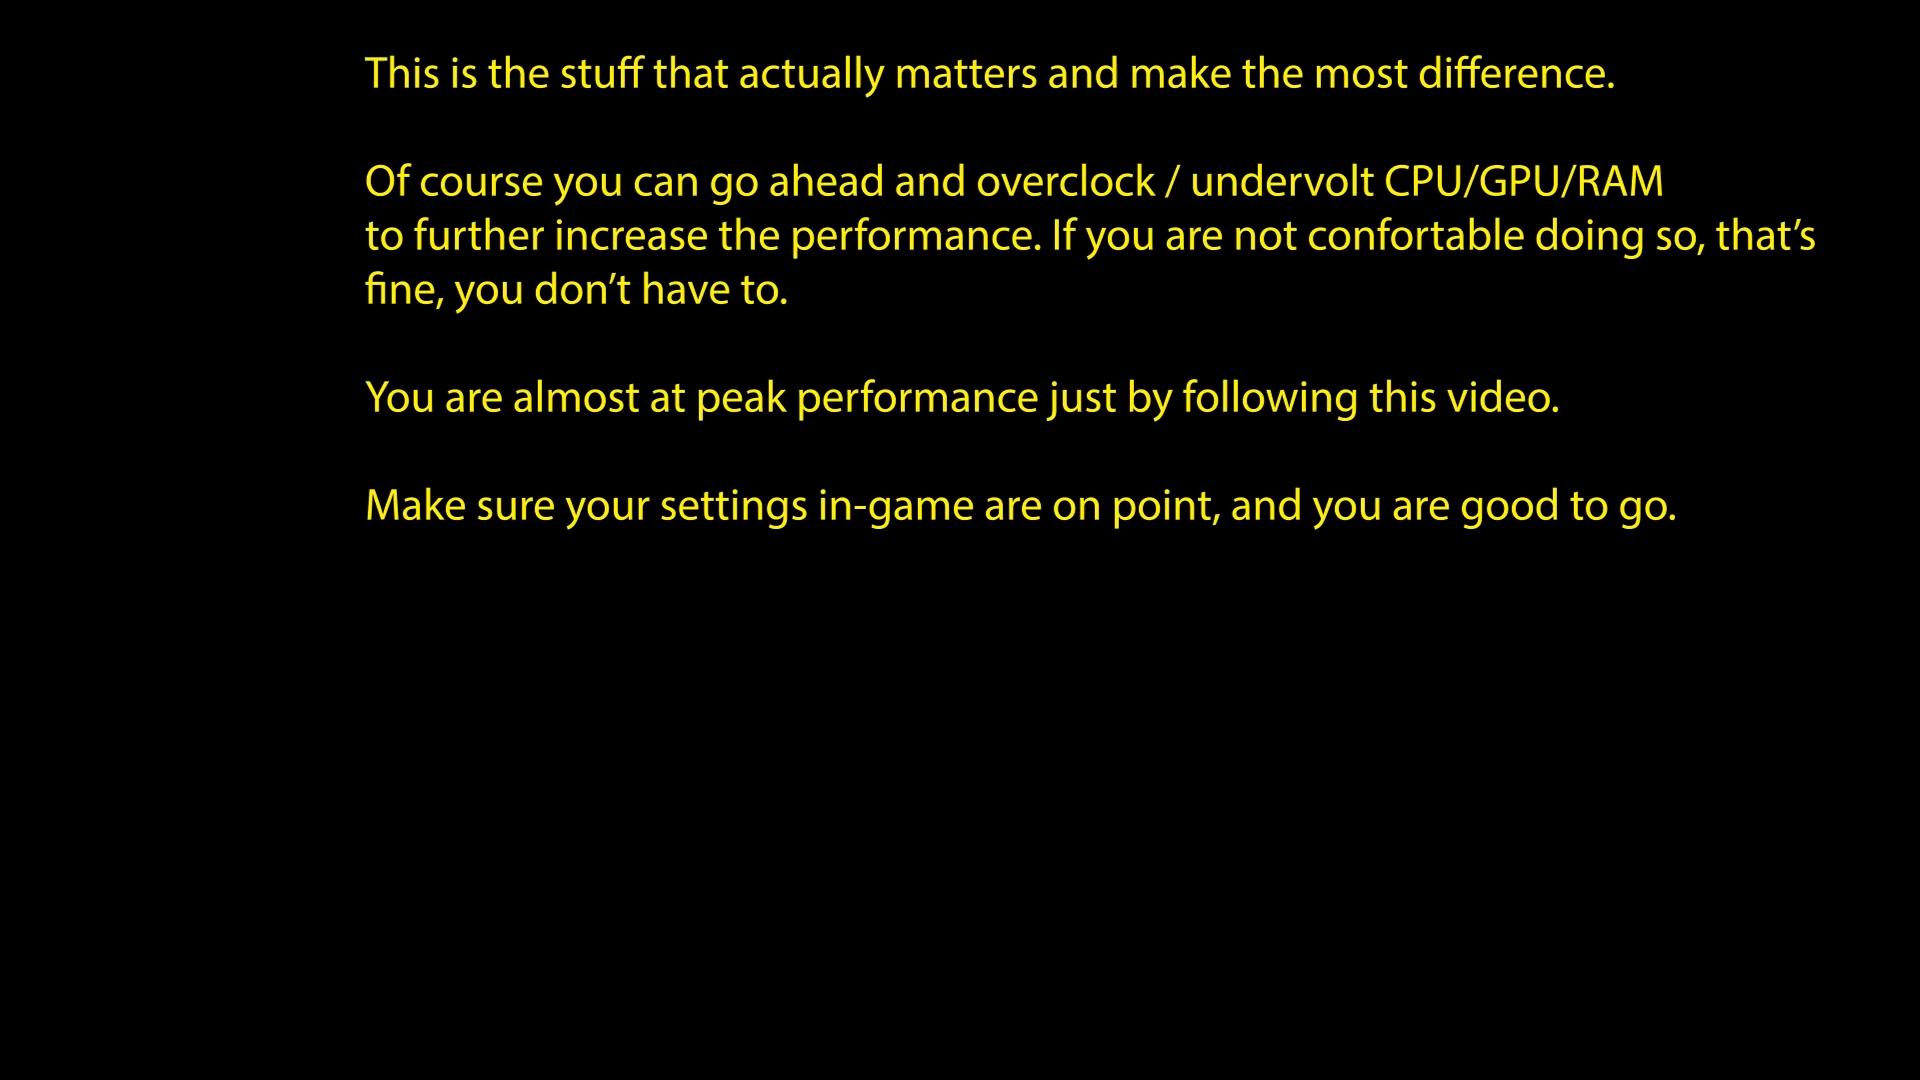 This is the stuff that actually matters and make the most difference.
Of course you can go ahead and overclock / undervolt CPU/GPU/RAM
to further increase the performance. If you are not confortable doing so, that’s
fine, you don’t have to.
You are almost at peak performance just by following this video.
Make sure your settings in-game are on point, and you are good to go.